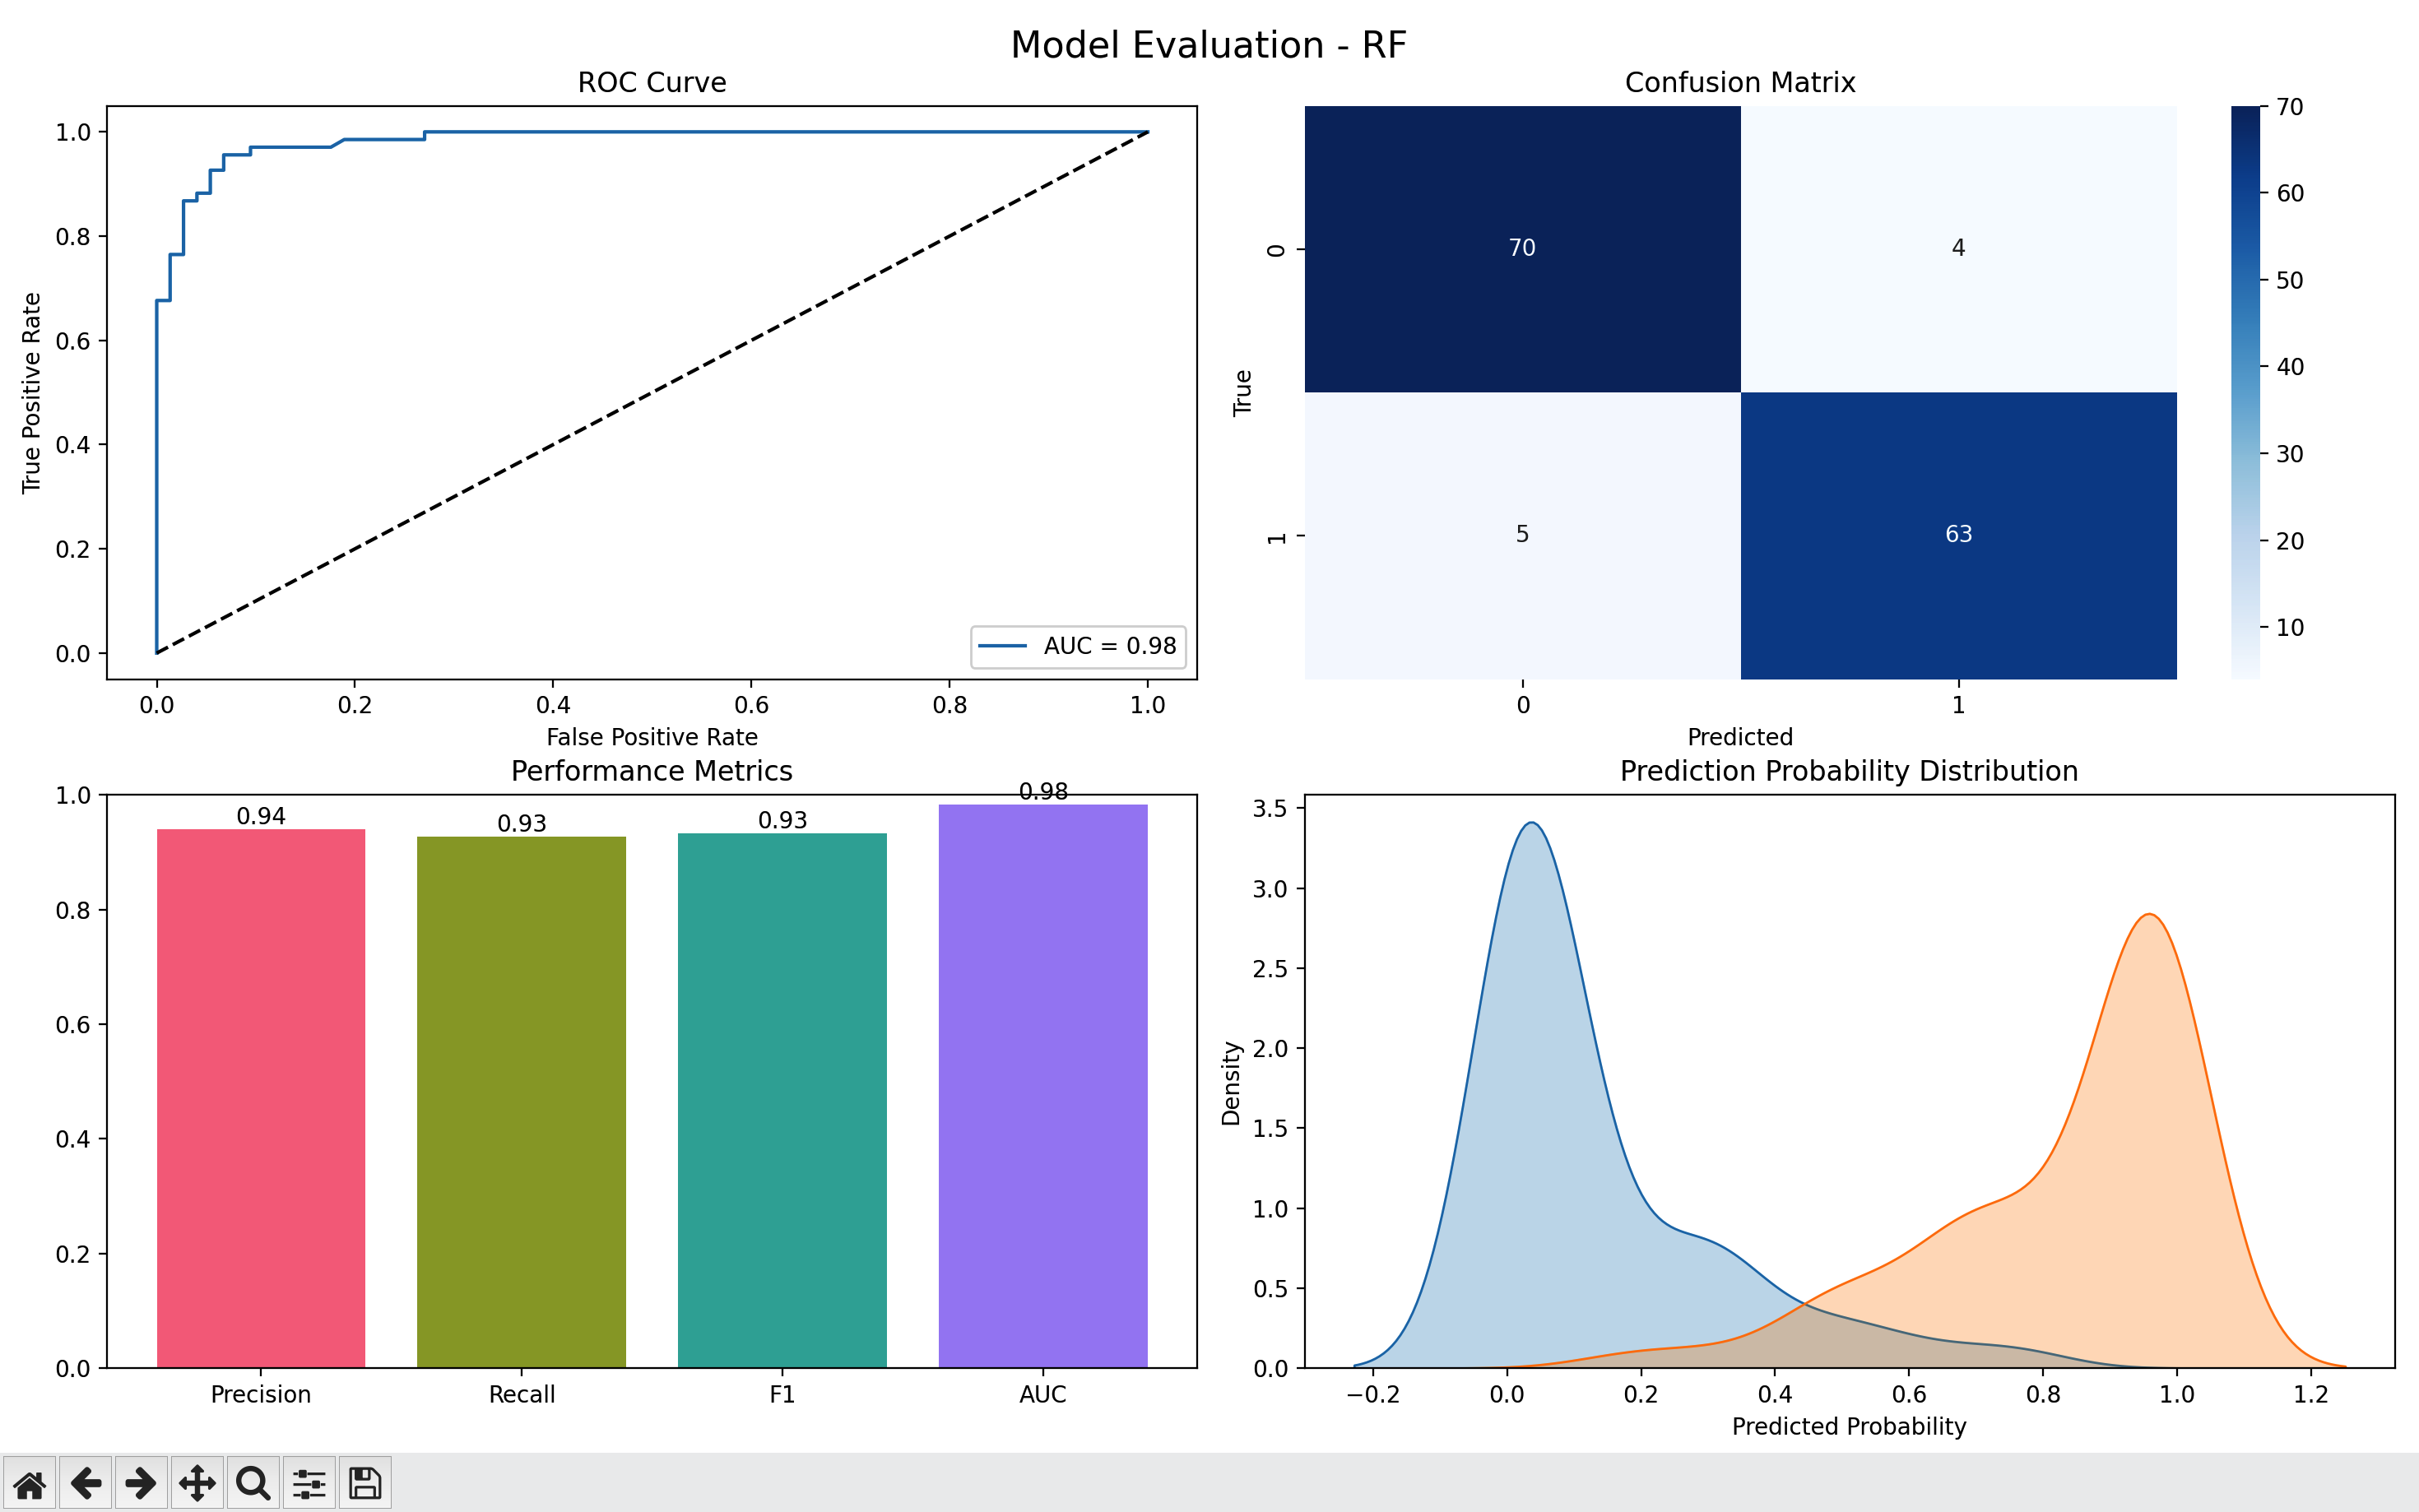 Model Evaluation - RF
ROC Curve
1.0
0.8
0.6
0.4
0.2
0.0
True Positive Rate
AUC = 0.98
0.0 0.2 0.4 0.6 0.8 1.0
False Positive Rate
Confusion Matrix
0
1
True
70 4
5 63
0 1
Predicted
70
60
50
40
30
20
10
Performance Metrics
1.0
0.8
0.6
0.4
0.2
0.0
0.94 0.93 0.93 0.98
Precision Recall F1 AUC
Prediction Probability Distribution
3.5
3.0
2.5
2.0
1.5
1.0
0.5
0.0
Density
−0.2 0.0 0.2 0.4 0.6 0.8 1.0 1.2
Predicted Probability